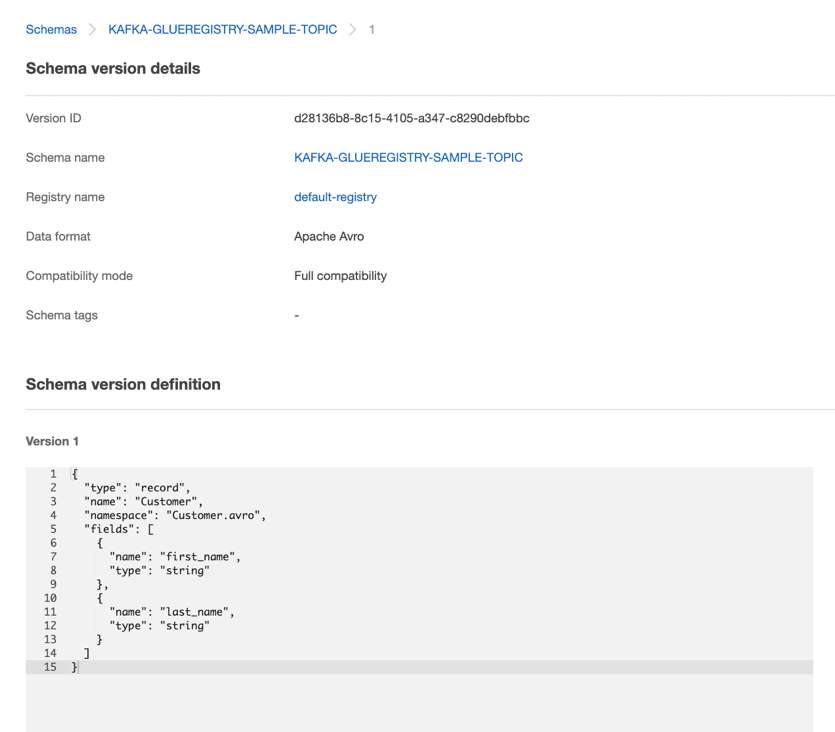 Schemas > KAFKA-GLUEREGISTRY-SAMPLE-TOPIC > 1
Schema version details
Version ID d28136b8-8c15-4105-a347-c8290debfbbc
Schema name KAFKA-GLUEREGISTRY-SAMPLE-TOPIC
Registry name default-registry
Data format Apache Avro
Compatibility mode Full compatibility
Schema tags -
Schema version definition
Version 1
1 {
2   "type": "record",
3   "name": "Customer",
4   "namespace": "Customer.avro",
5   "fields": [
6     {
7       "name": "first_name",
8       "type": "string"
9     },
10     {
11       "name": "last_name",
12       "type": "string"
13     }
14   ]
15 }